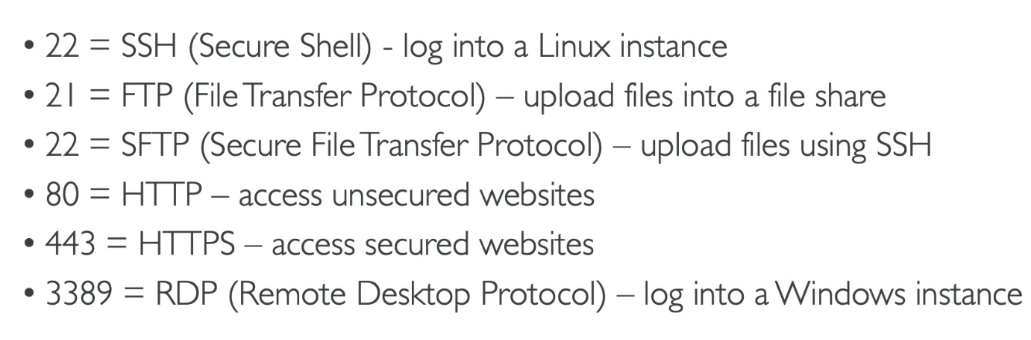 • 22 = SSH (Secure Shell) - log into a Linux instance
• 21 = FTP (File Transfer Protocol) – upload files into a file share
• 22 = SFTP (Secure File Transfer Protocol) – upload files using SSH
• 80 = HTTP – access unsecured websites
• 443 = HTTPS – access secured websites
• 3389 = RDP (Remote Desktop Protocol) – log into a Windows instance